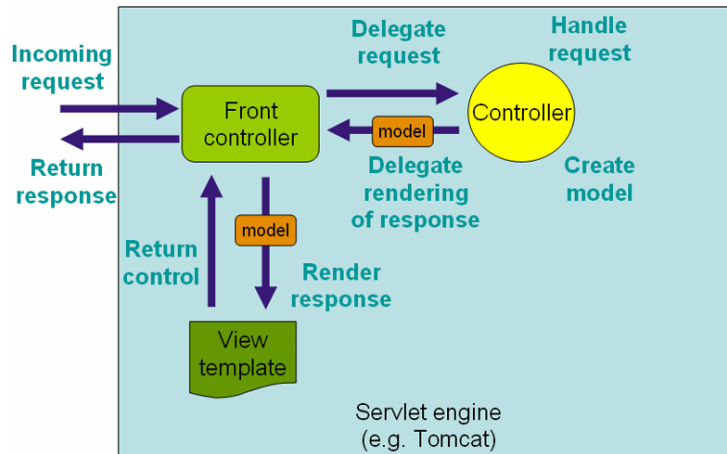 Incoming
request
Delegate
request
Handle
request
Front
controller
Controller
model
Return
response
Delegate
rendering
of response
Create
model
model
Return
control
Render
response
View
template
Servlet engine
(e.g. Tomcat)